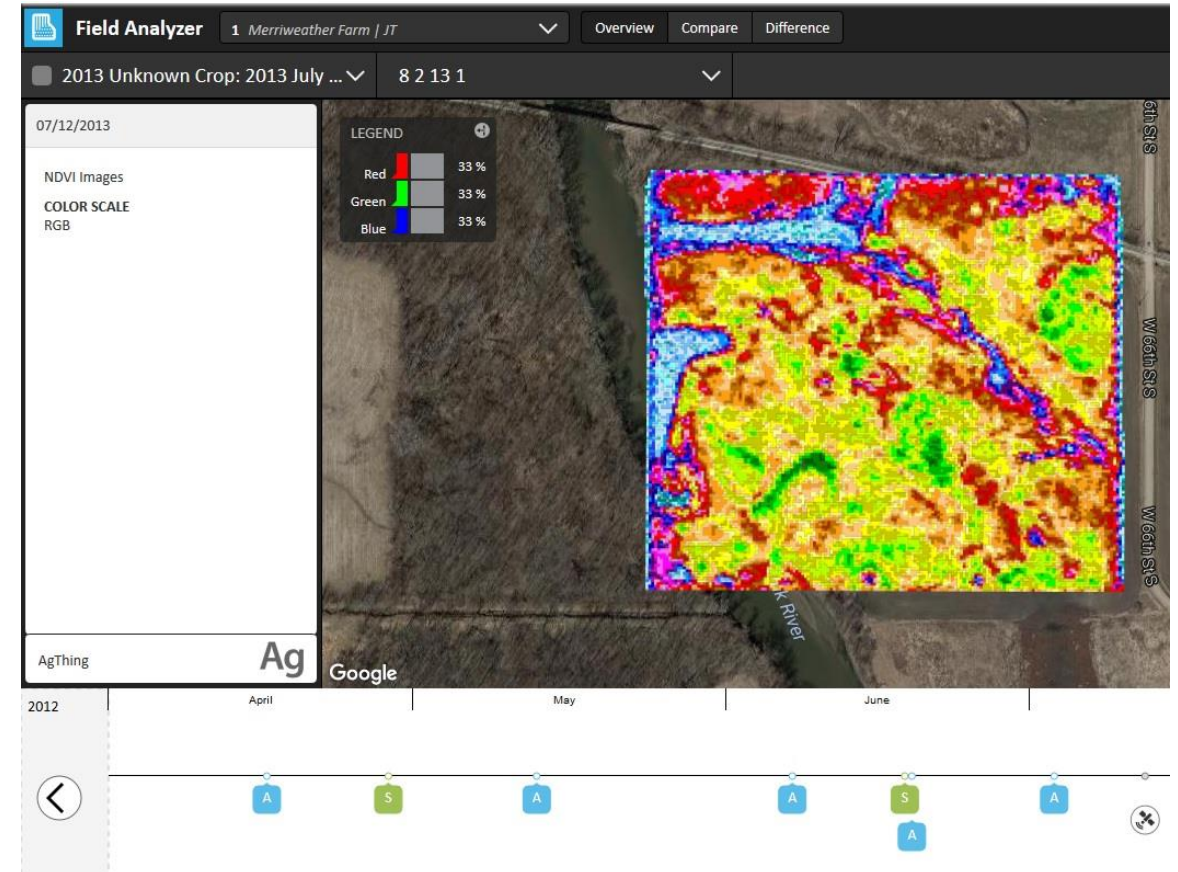 Field Analyzer
1 Merriweather Farm | JT
Overview
Compare
Difference
2013 Unknown Crop: 2013 July ...
8 2 13 1
07/12/2013
NDVI Images
COLOR SCALE
RGB
LEGEND
Red 33 %
Green 33 %
Blue 33 %
6th St S
W 66th St S
W 66th St S
k River
AgThing
Ag
Google
2012
April
May
June
A
S
A
A
S
A
A